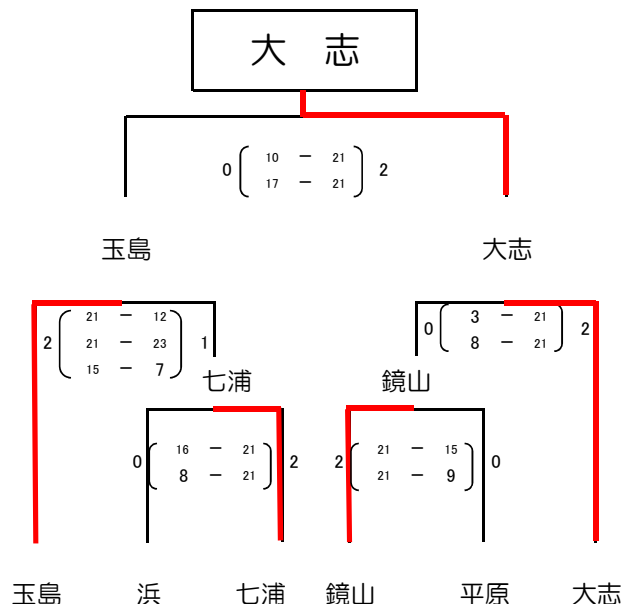 大 志
10 － 21
0 2
17 － 21
玉島 大志
21 － 12
2 21 － 23 1
15 － 7
3 － 21
0 2
8 － 21
七浦 鏡山
16 － 21
0 2
8 － 21
21 － 15
2 0
21 － 9
玉島 浜 七浦 鏡山 平原 大志